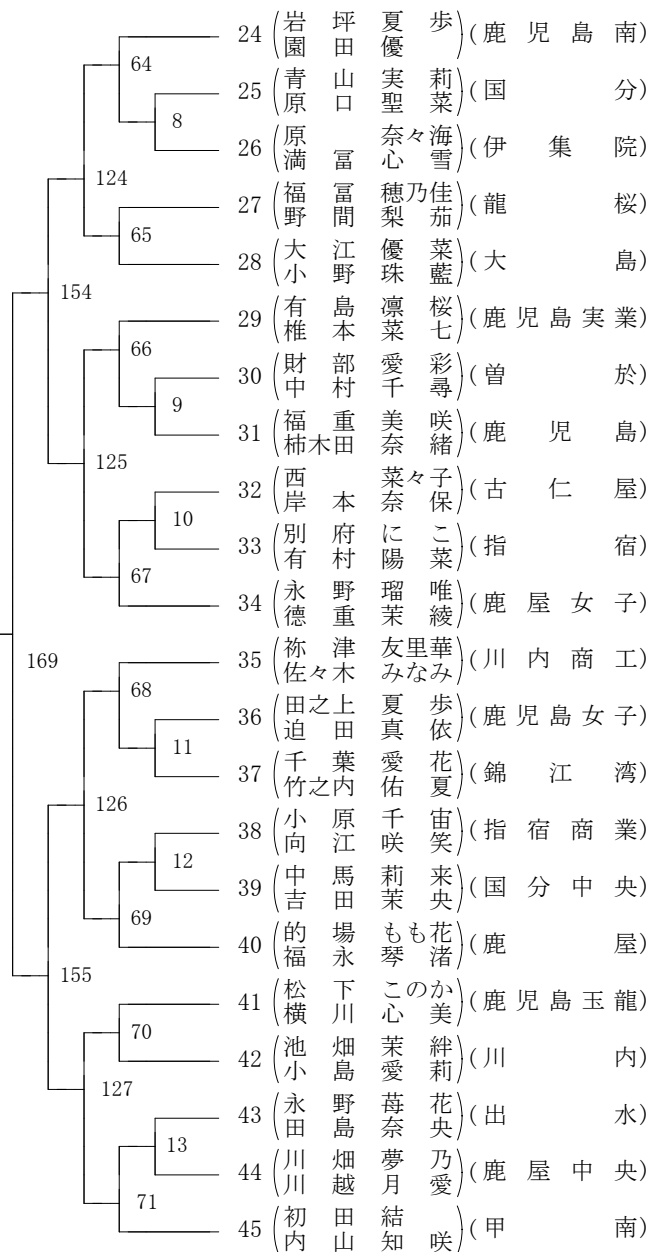 24 (岩坪夏歩 園田優) (鹿児島南)
64
25 (青山実莉 原口聖菜) (国分)
8
26 (原奈々海 満冨心雪) (伊集院)
124
27 (福冨穂乃佳 野間梨茄) (龍桜)
65
28 (大江優菜 小野珠藍) (大島)
154
29 (有島凛桜 椎本菜七) (鹿児島実業)
66
30 (財部愛彩 中村千尋) (曽於)
9
31 (福重美咲 柿木田奈緒) (鹿児島)
125
32 (西菜々子 岸本奈保) (古仁屋)
10
33 (別府にこ 有村陽菜) (指宿)
67
34 (永野瑠唯 德重茉綾) (鹿屋女子)
169
35 (祢津友里華 佐々木みなみ) (川内商工)
68
36 (田之上夏歩 迫田真依) (鹿児島女子)
11
37 (千葉愛花 竹之内佑夏) (錦江湾)
126
38 (小原千宙 向江咲笑) (指宿商業)
12
39 (中馬莉来 吉田茉央) (国分中央)
69
40 (的場もも花 福永琴渚) (鹿屋)
155
41 (松下このか 横川心美) (鹿児島玉龍)
70
42 (池畑茉絆 小島愛莉) (川内)
127
43 (永野苺花 田島奈央) (出水)
13
44 (川畑夢乃 川越月愛) (鹿屋中央)
71
45 (初田結 内山知咲) (甲南)